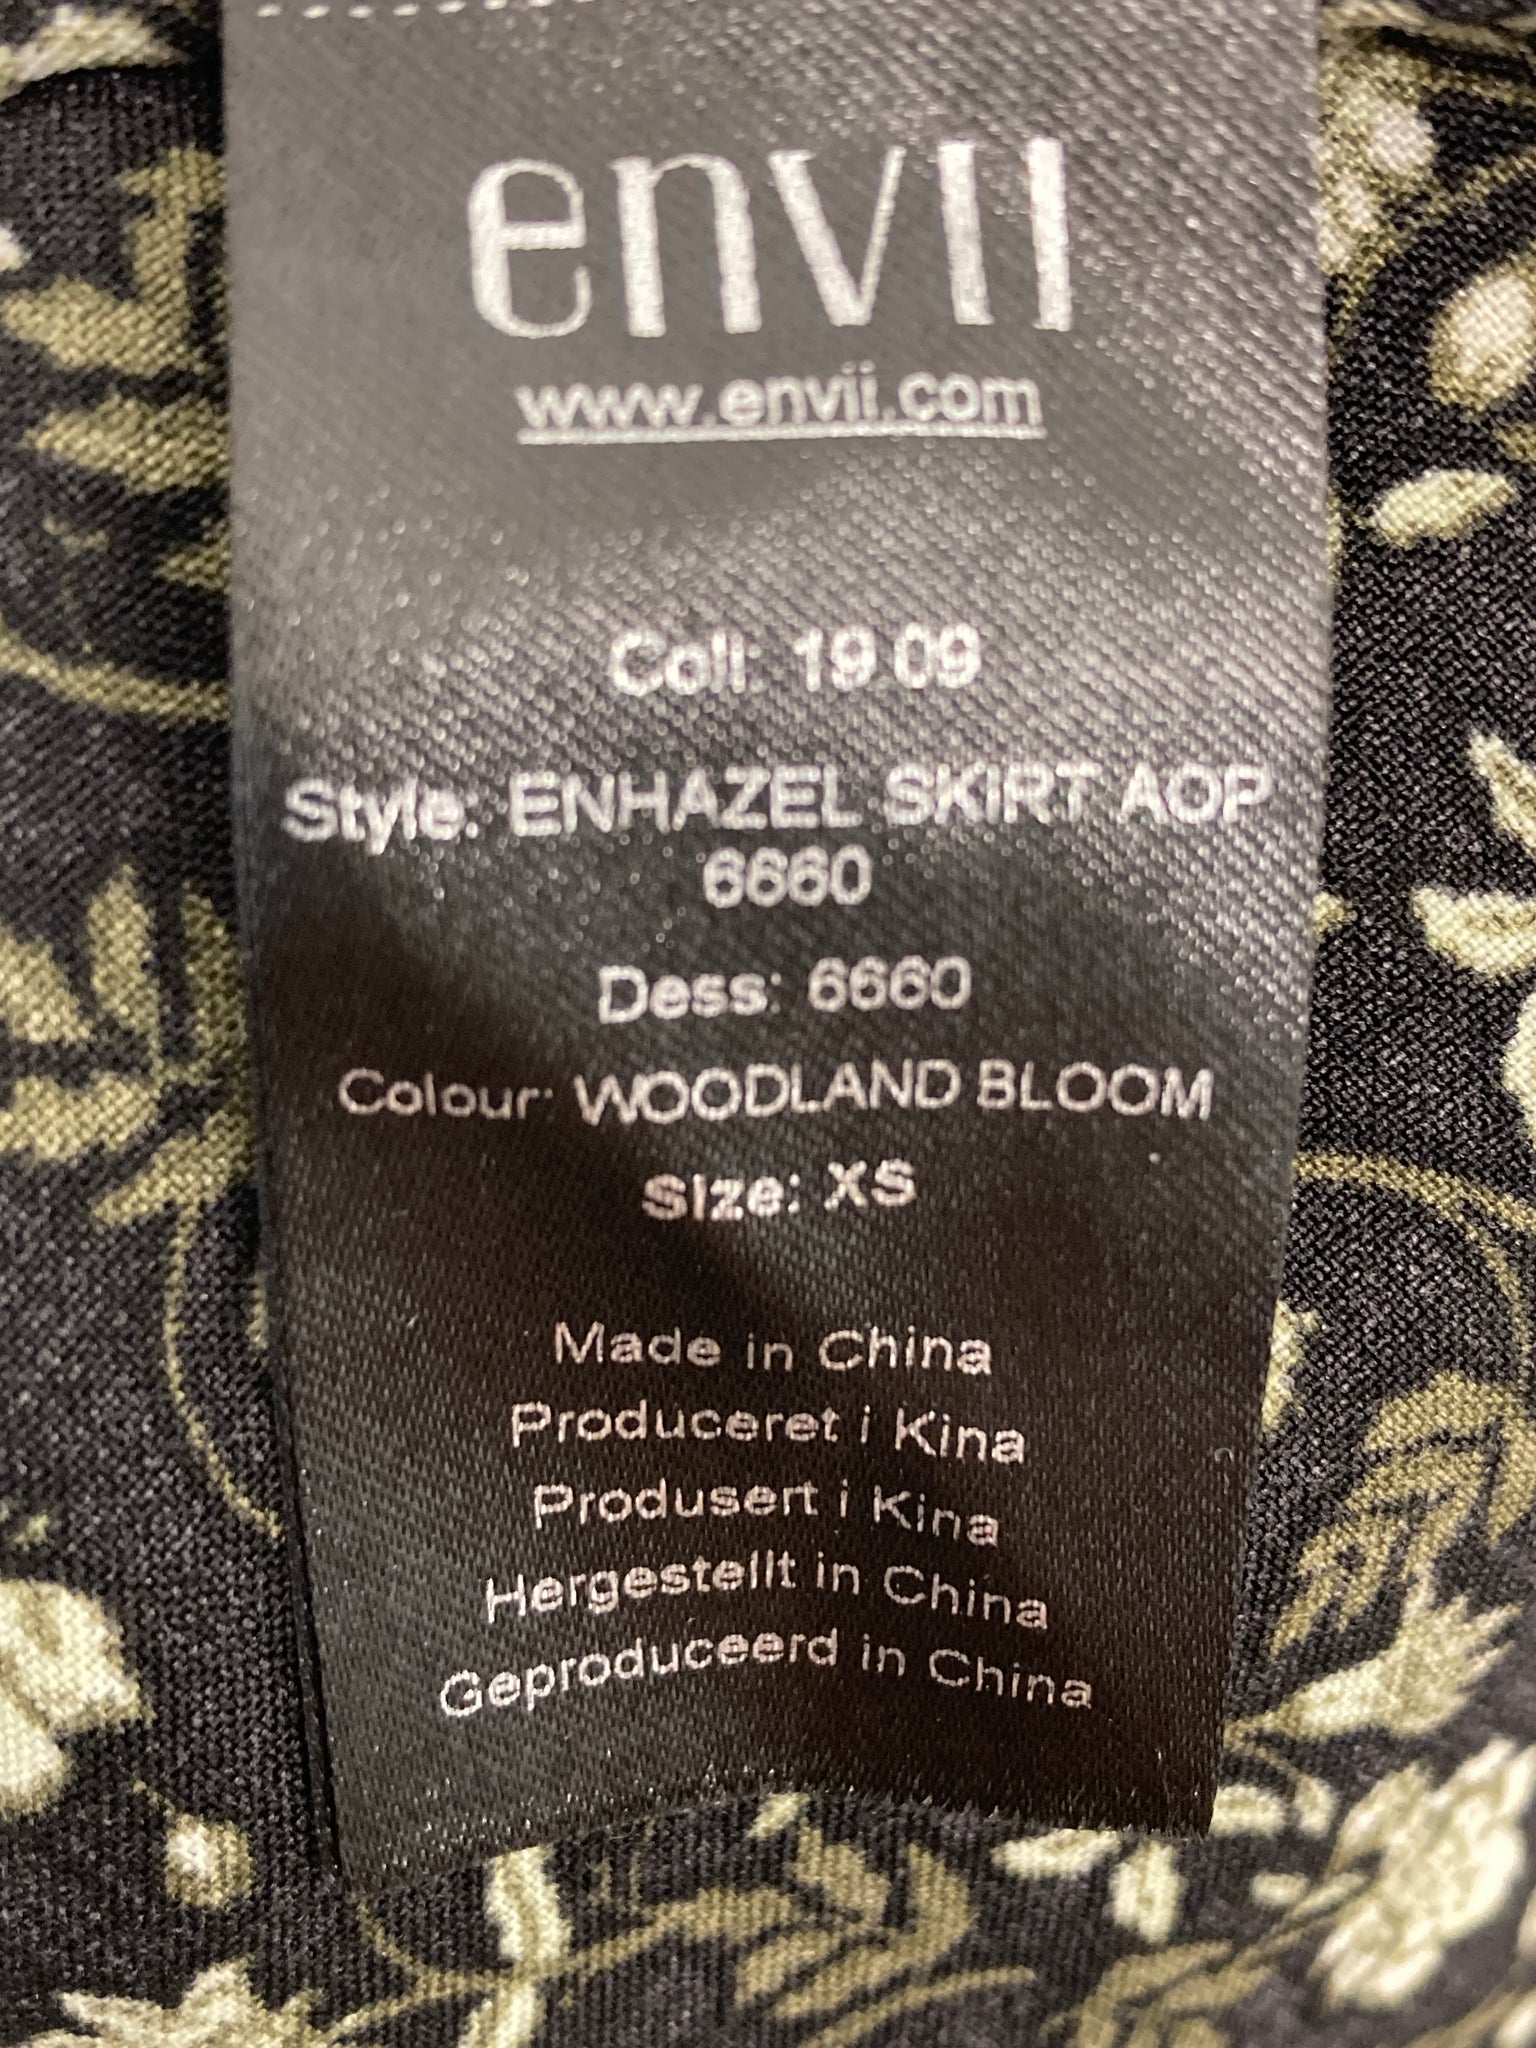 envii
www.envii.com
Coll: 19 09
Style: ENHAZEL SKIRT AOP
6660
Dess: 6660
Colour: WOODLAND BLOOM
Size: XS
Made in China
Produceret i Kina
Produsert i Kina
Hergestellt in China
Geproduceerd in China